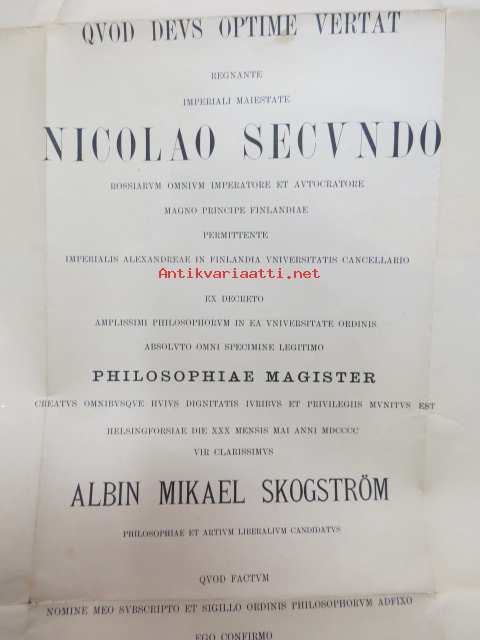 QVOD DEVS OPTIME VERTAT
REGNANTE
IMPERIALI MAIESTATE
NICOLAO SECVNDO
ROSSIARVM OMNIVM IMPERATORE ET AVTOCRATORE
MAGNO PRINCIPE FINLANDIAE
PERMITTENTE
IMPERIALIS ALEXANDREAE IN FINLANDIA VNIVERSITATIS CANCELLARIO
Antikvariaatti.net
EX DECRETO
AMPLISSIMI PHILOSOPHORVM IN EA VNIVERSITATE ORDINIS
ABSOLVTO OMNI SPECIMINE LEGITIMO
PHILOSOPHIAE MAGISTER
CREATVS OMNIBVSQVE HVIVS DIGNITATIS IVRIBVS ET PRIVILEGIIS MVNITVS EST
HELSINGFORSIAE DIE XXX MENSIS MAI ANNI MDCCCC
VIR CLARISSIMVS
ALBIN MIKAEL SKOGSTRÖM
PHILOSOPHIAE ET ARTIVM LIBERALIVM CANDIDATVS
QVOD FACTVM
NOMINE MEO SVBSCRIPTO ET SIGILLO ORDINIS PHILOSOPHORVM ADFIXO
EGO CONFIRMO